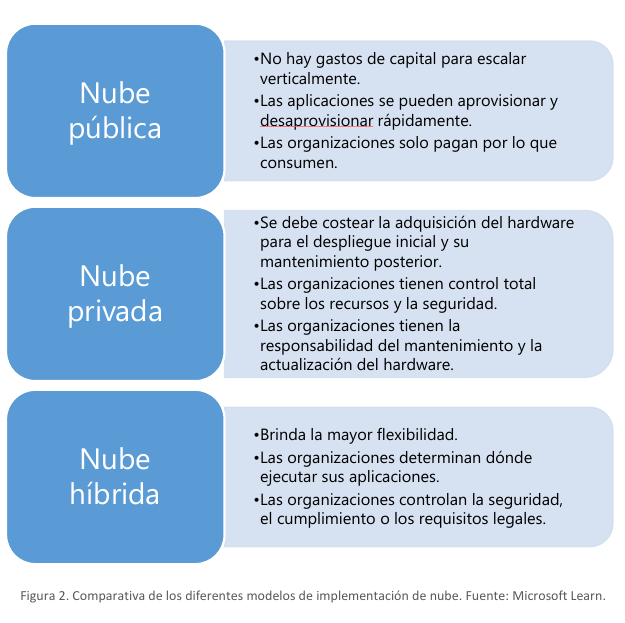 Nube
pública
•No hay gastos de capital para escalar
verticalmente.
•Las aplicaciones se pueden aprovisionar y
desaprovisionar rápidamente.
•Las organizaciones solo pagan por lo que
consumen.
Nube
privada
•Se debe costear la adquisición del hardware
para el despliegue inicial y su
mantenimiento posterior.
•Las organizaciones tienen control total
sobre los recursos y la seguridad.
•Las organizaciones tienen la
responsabilidad del mantenimiento y la
actualización del hardware.
Nube
híbrida
•Brinda la mayor flexibilidad.
•Las organizaciones determinan dónde
ejecutar sus aplicaciones.
•Las organizaciones controlan la seguridad,
el cumplimiento o los requisitos legales.
Figura 2. Comparativa de los diferentes modelos de implementación de nube. Fuente: Microsoft Learn.